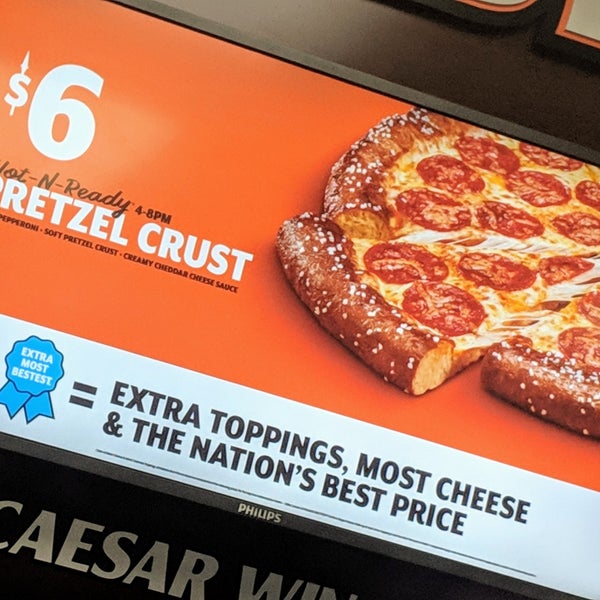 $6
Hot-N-Ready 4-8PM
PRETZEL CRUST
PEPPERONI · SOFT PRETZEL CRUST · CREAMY CHEDDAR CHEESE SAUCE
EXTRA
MOST
BESTEST
= EXTRA TOPPINGS, MOST CHEESE
& THE NATION'S BEST PRICE
PHILIPS
CAESAR WIN